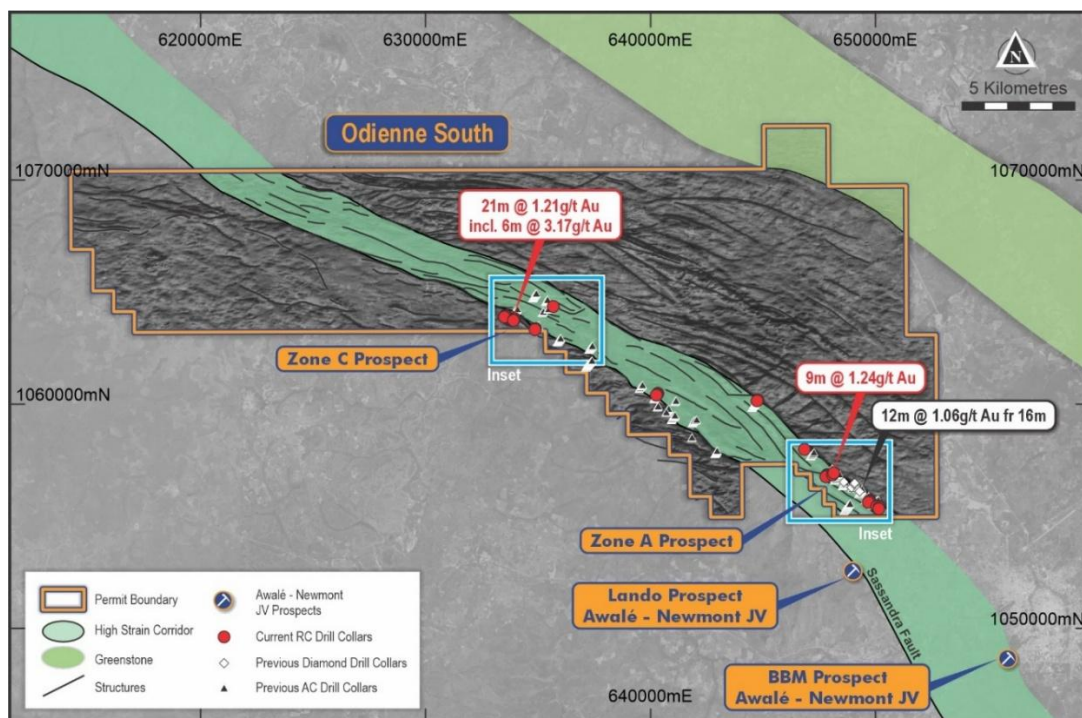 620000mE
630000mE
640000mE
650000mE
N
5 Kilometres
Odienne South
1070000mN
1070000mN
21m @ 1.21g/t Au
incl. 6m @ 3.17g/t Au
Zone C Prospect
Inset
1060000mN
1060000mN
9m @ 1.24g/t Au
12m @ 1.06g/t Au fr 16m
Zone A Prospect
Inset
Lando Prospect
Awalé - Newmont JV
Sassandra Fault
1050000mN
BBM Prospect
Awalé - Newmont JV
640000mE
Permit Boundary
High Strain Corridor
Greenstone
Structures
Awalé - Newmont
JV Prospects
Current RC Drill Collars
Previous Diamond Drill Collars
Previous AC Drill Collars